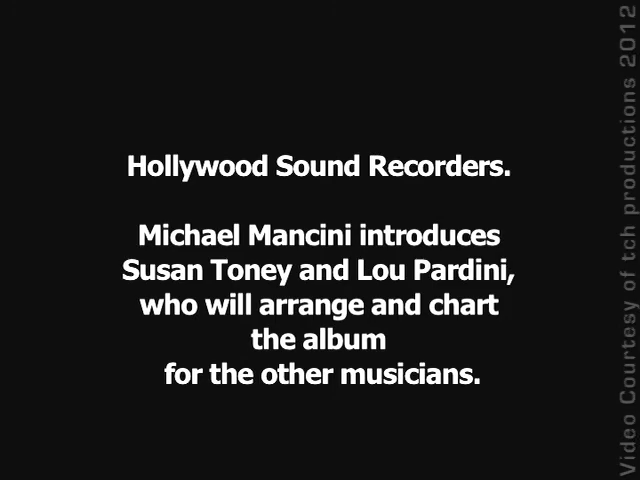 Hollywood Sound Recorders.
Michael Mancini introduces
Susan Toney and Lou Pardini,
who will arrange and chart
the album
for the other musicians.
Video Courtesy of tch productions 2012